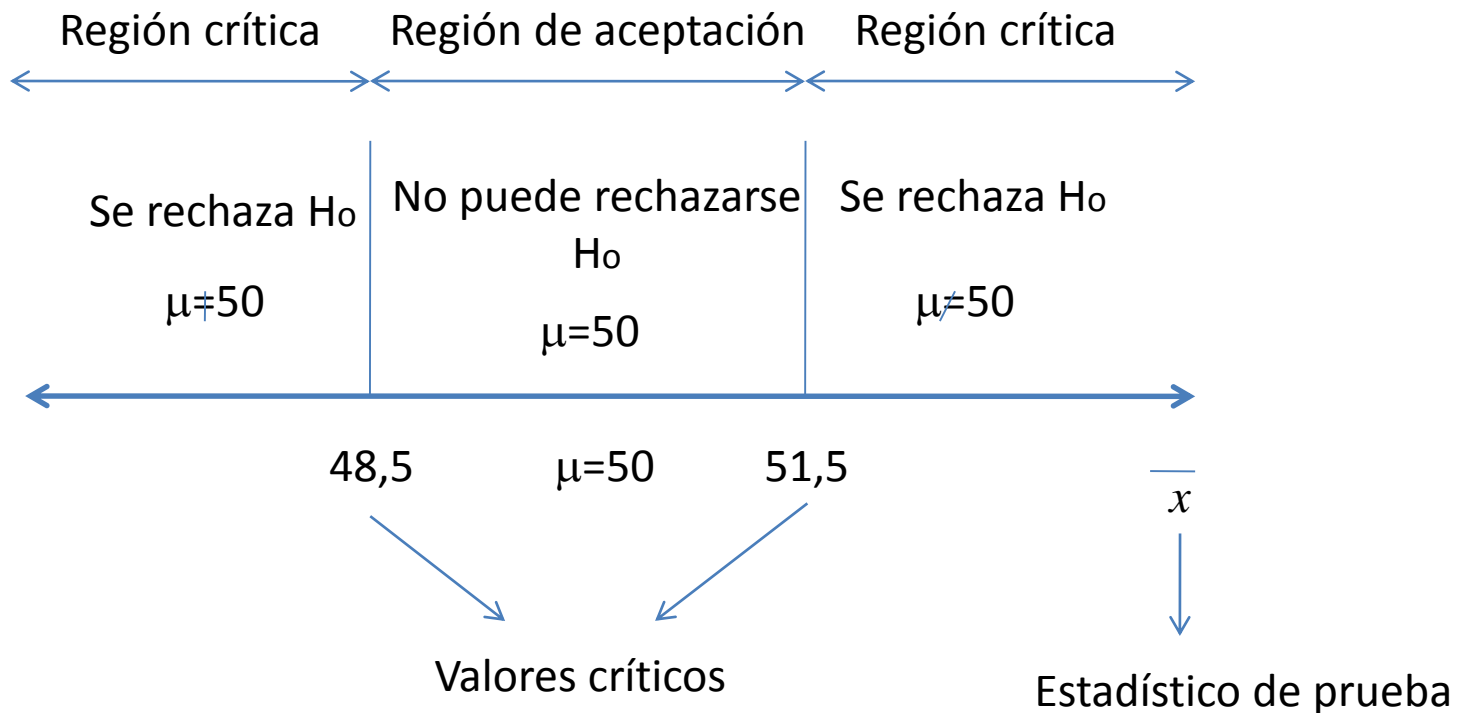 Región crítica
Región de aceptación
Región crítica
Se rechaza Ho
No puede rechazarse
Ho
Se rechaza Ho
μ≠50
μ=50
μ≠50
48,5
μ=50
51,5
x̅
Valores críticos
Estadístico de prueba